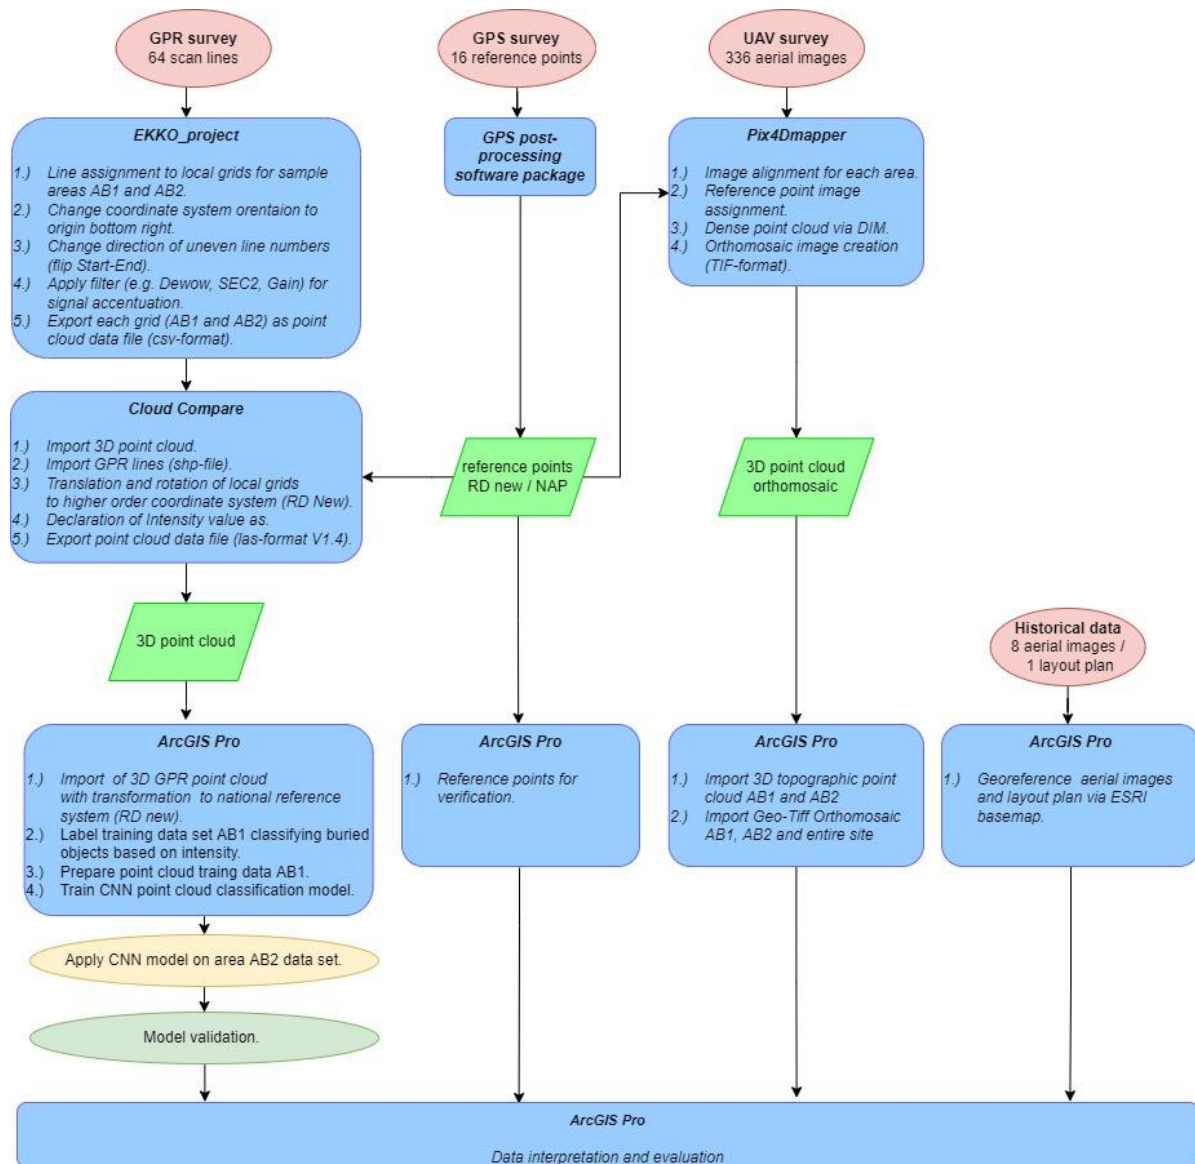 GPR survey
64 scan lines
GPS survey
16 reference points
UAV survey
336 aerial images
EKKO_project
1.) Line assignment to local grids for sample
areas AB1 and AB2.
2.) Change coordinate system orentaion to
origin bottom right.
3.) Change direction of uneven line numbers
(flip Start-End).
4.) Apply filter (e.g. Dewow, SEC2, Gain) for
signal accentuation.
5.) Export each grid (AB1 and AB2) as point
cloud data file (csv-format).
GPS post-
processing
software package
Pix4Dmapper
1.) Image alignment for each area.
2.) Reference point image
assignment.
3.) Dense point cloud via DIM.
4.) Orthomosaic image creation
(TIF-format).
Cloud Compare
1.) Import 3D point cloud.
2.) Import GPR lines (shp-file).
3.) Translation and rotation of local grids
to higher order coordinate system (RD New).
4.) Declaration of Intensity value as.
5.) Export point cloud data file (las-format V1.4).
reference points
RD new / NAP
3D point cloud
orthomosaic
3D point cloud
Historical data
8 aerial images /
1 layout plan
ArcGIS Pro
1.) Import of 3D GPR point cloud
with transformation to national reference
system (RD new).
2.) Label training data set AB1 classifying buried
objects based on intensity.
3.) Prepare point cloud traing data AB1.
4.) Train CNN point cloud classification model.
ArcGIS Pro
1.) Reference points for
verification.
ArcGIS Pro
1.) Import 3D topographic point
cloud AB1 and AB2
2.) Import Geo-Tiff Orthomosaic
AB1, AB2 and entire site
ArcGIS Pro
1.) Georeference aerial images
and layout plan via ESRI
basemap.
Apply CNN model on area AB2 data set.
Model validation.
ArcGIS Pro
Data interpretation and evaluation